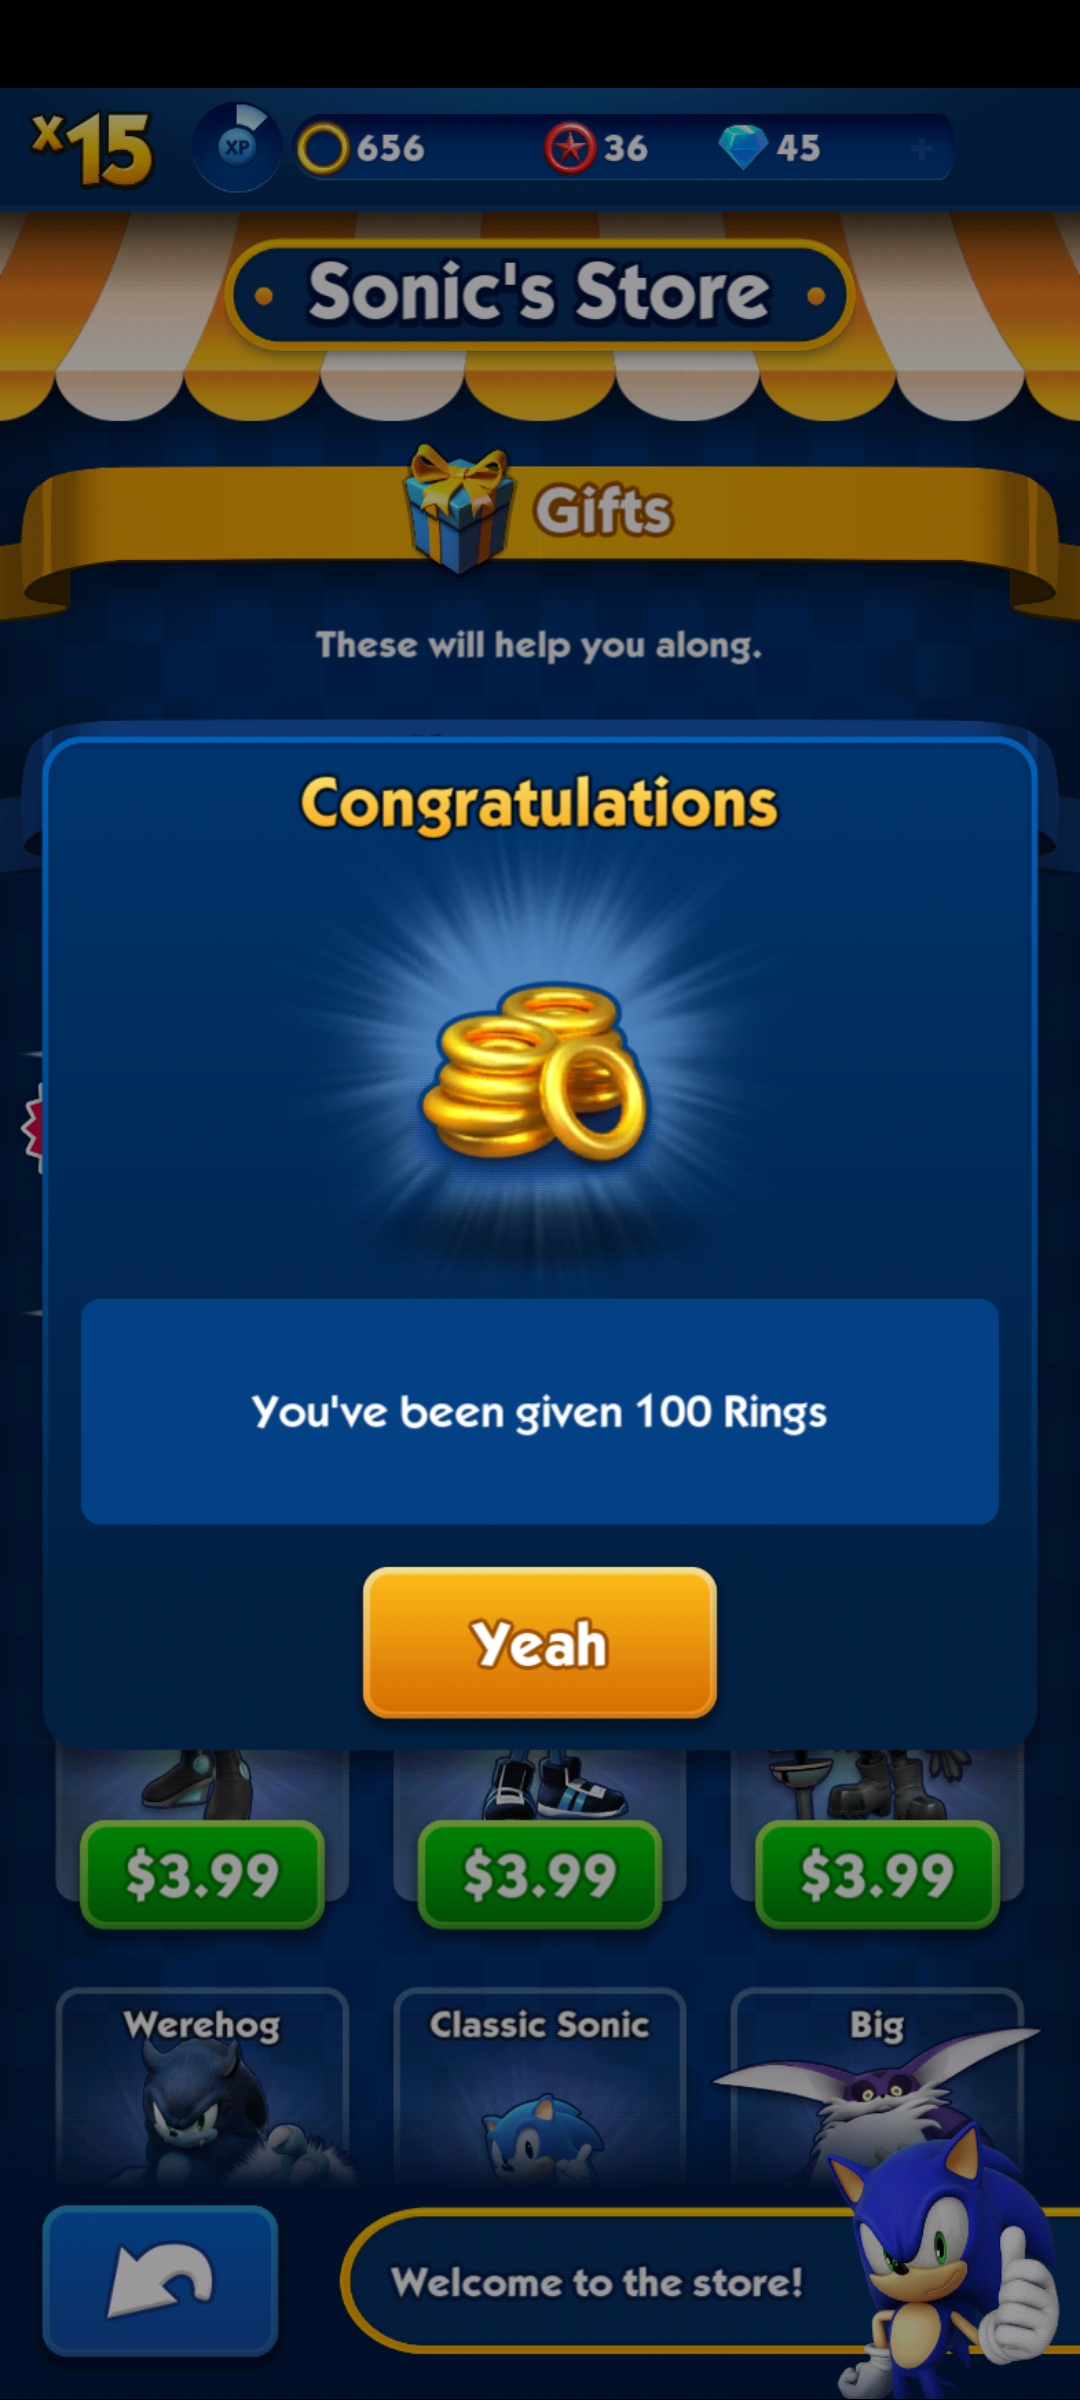 x15
XP
656
36
45
Sonic's Store
Gifts
These will help you along.
Congratulations
You've been given 100 Rings
Yeah
$3.99
$3.99
$3.99
Werehog
Classic Sonic
Big
Welcome to the store!